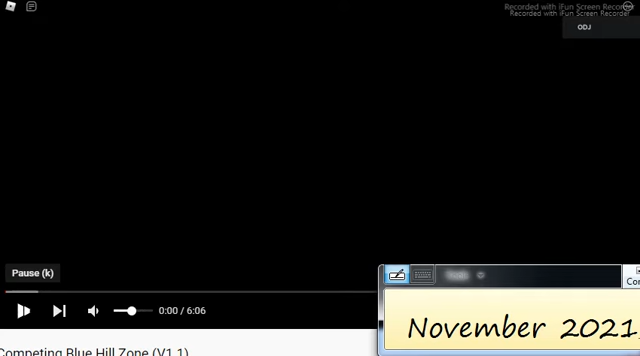 Recorded with iFun Screen Recorder
Recorded with iFun Screen Recorder
ODJ
Pause (k)
0:00 / 6:06
Competing Blue Hill Zone (V1.1)
November 2021